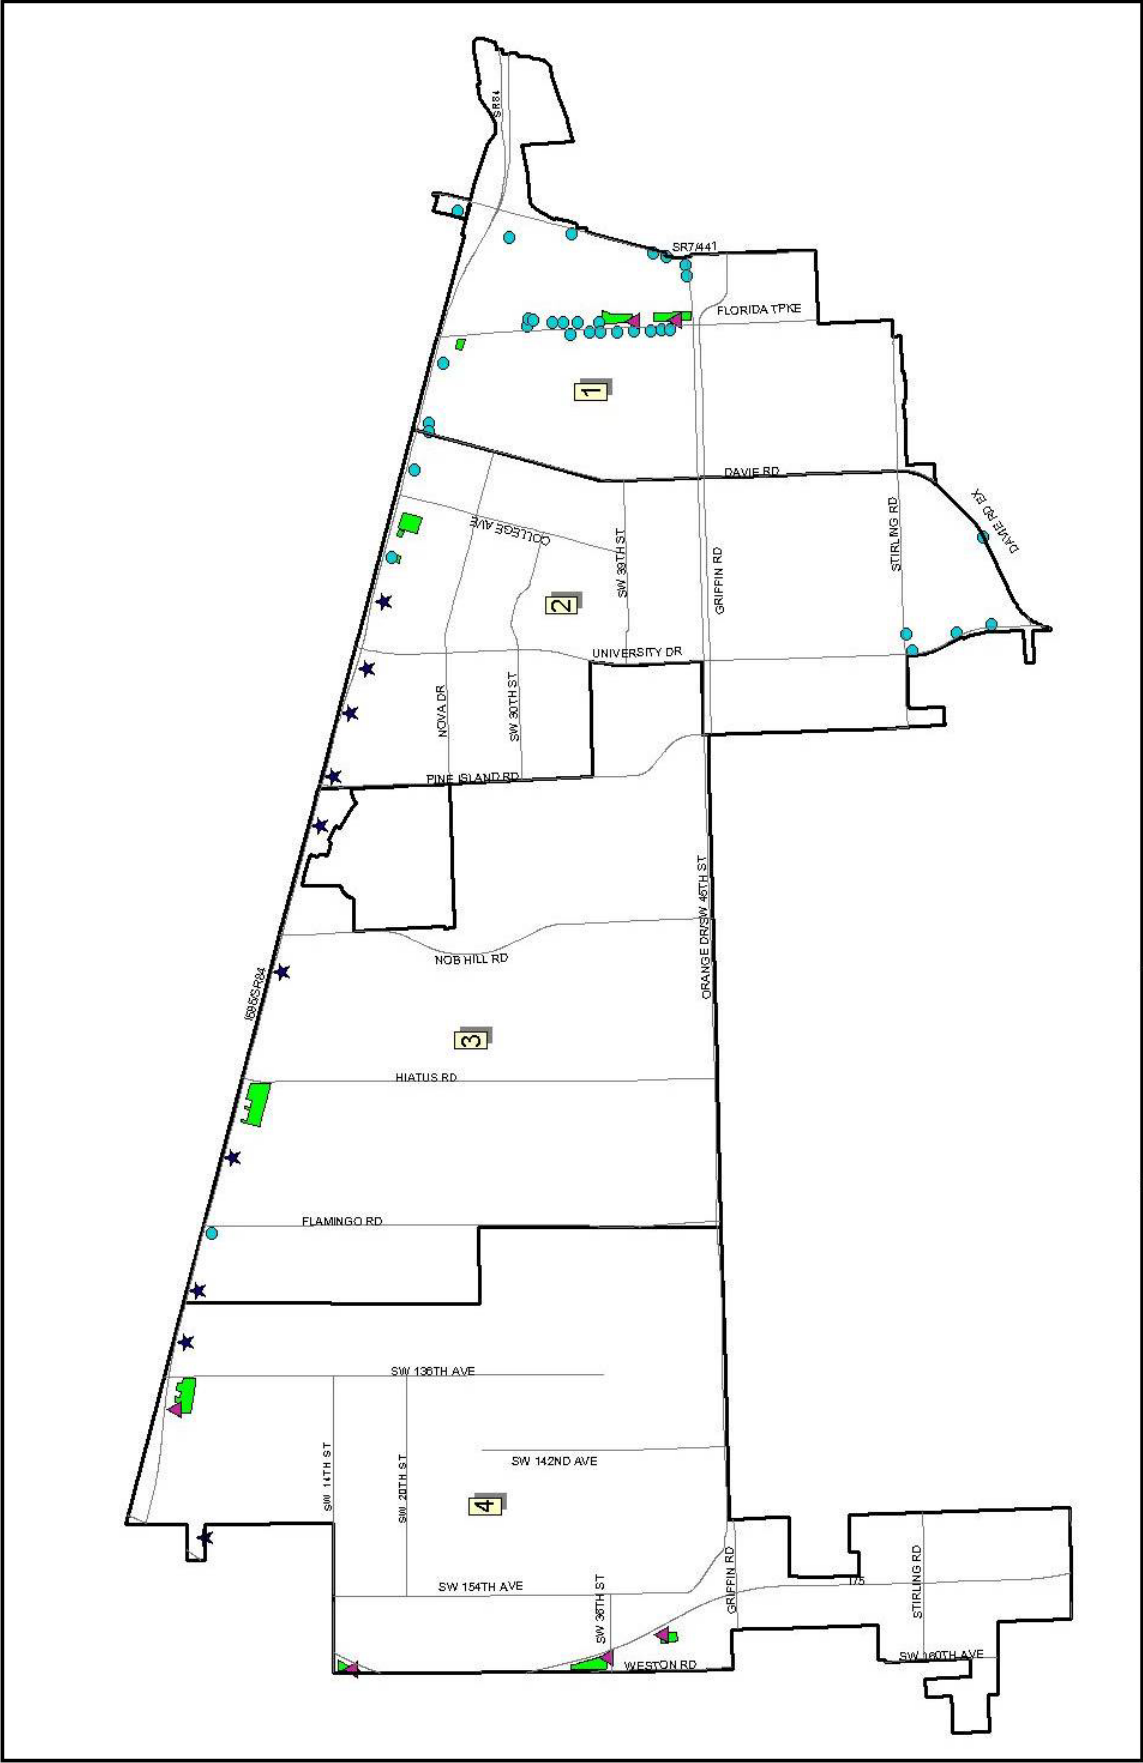 SR84
SR7/441
FLORIDA TPKE
1
DAVIE RD
DAVIE RD EX
COLLEGE AVE
SW 39TH ST
STIRLING RD
GRIFFIN RD
2
UNIVERSITY DR
NOVA DR
SW 30TH ST
PINE ISLAND RD
ORANGE DR/SW 45TH ST
NOB HILL RD
I595/SR84
3
HIATUS RD
FLAMINGO RD
SW 136TH AVE
SW 142ND AVE
SW 14TH ST
SW 20TH ST
4
SW 154TH AVE
SW 36TH ST
GRIFFIN RD
I75
STIRLING RD
SW 160TH AVE
WESTON RD